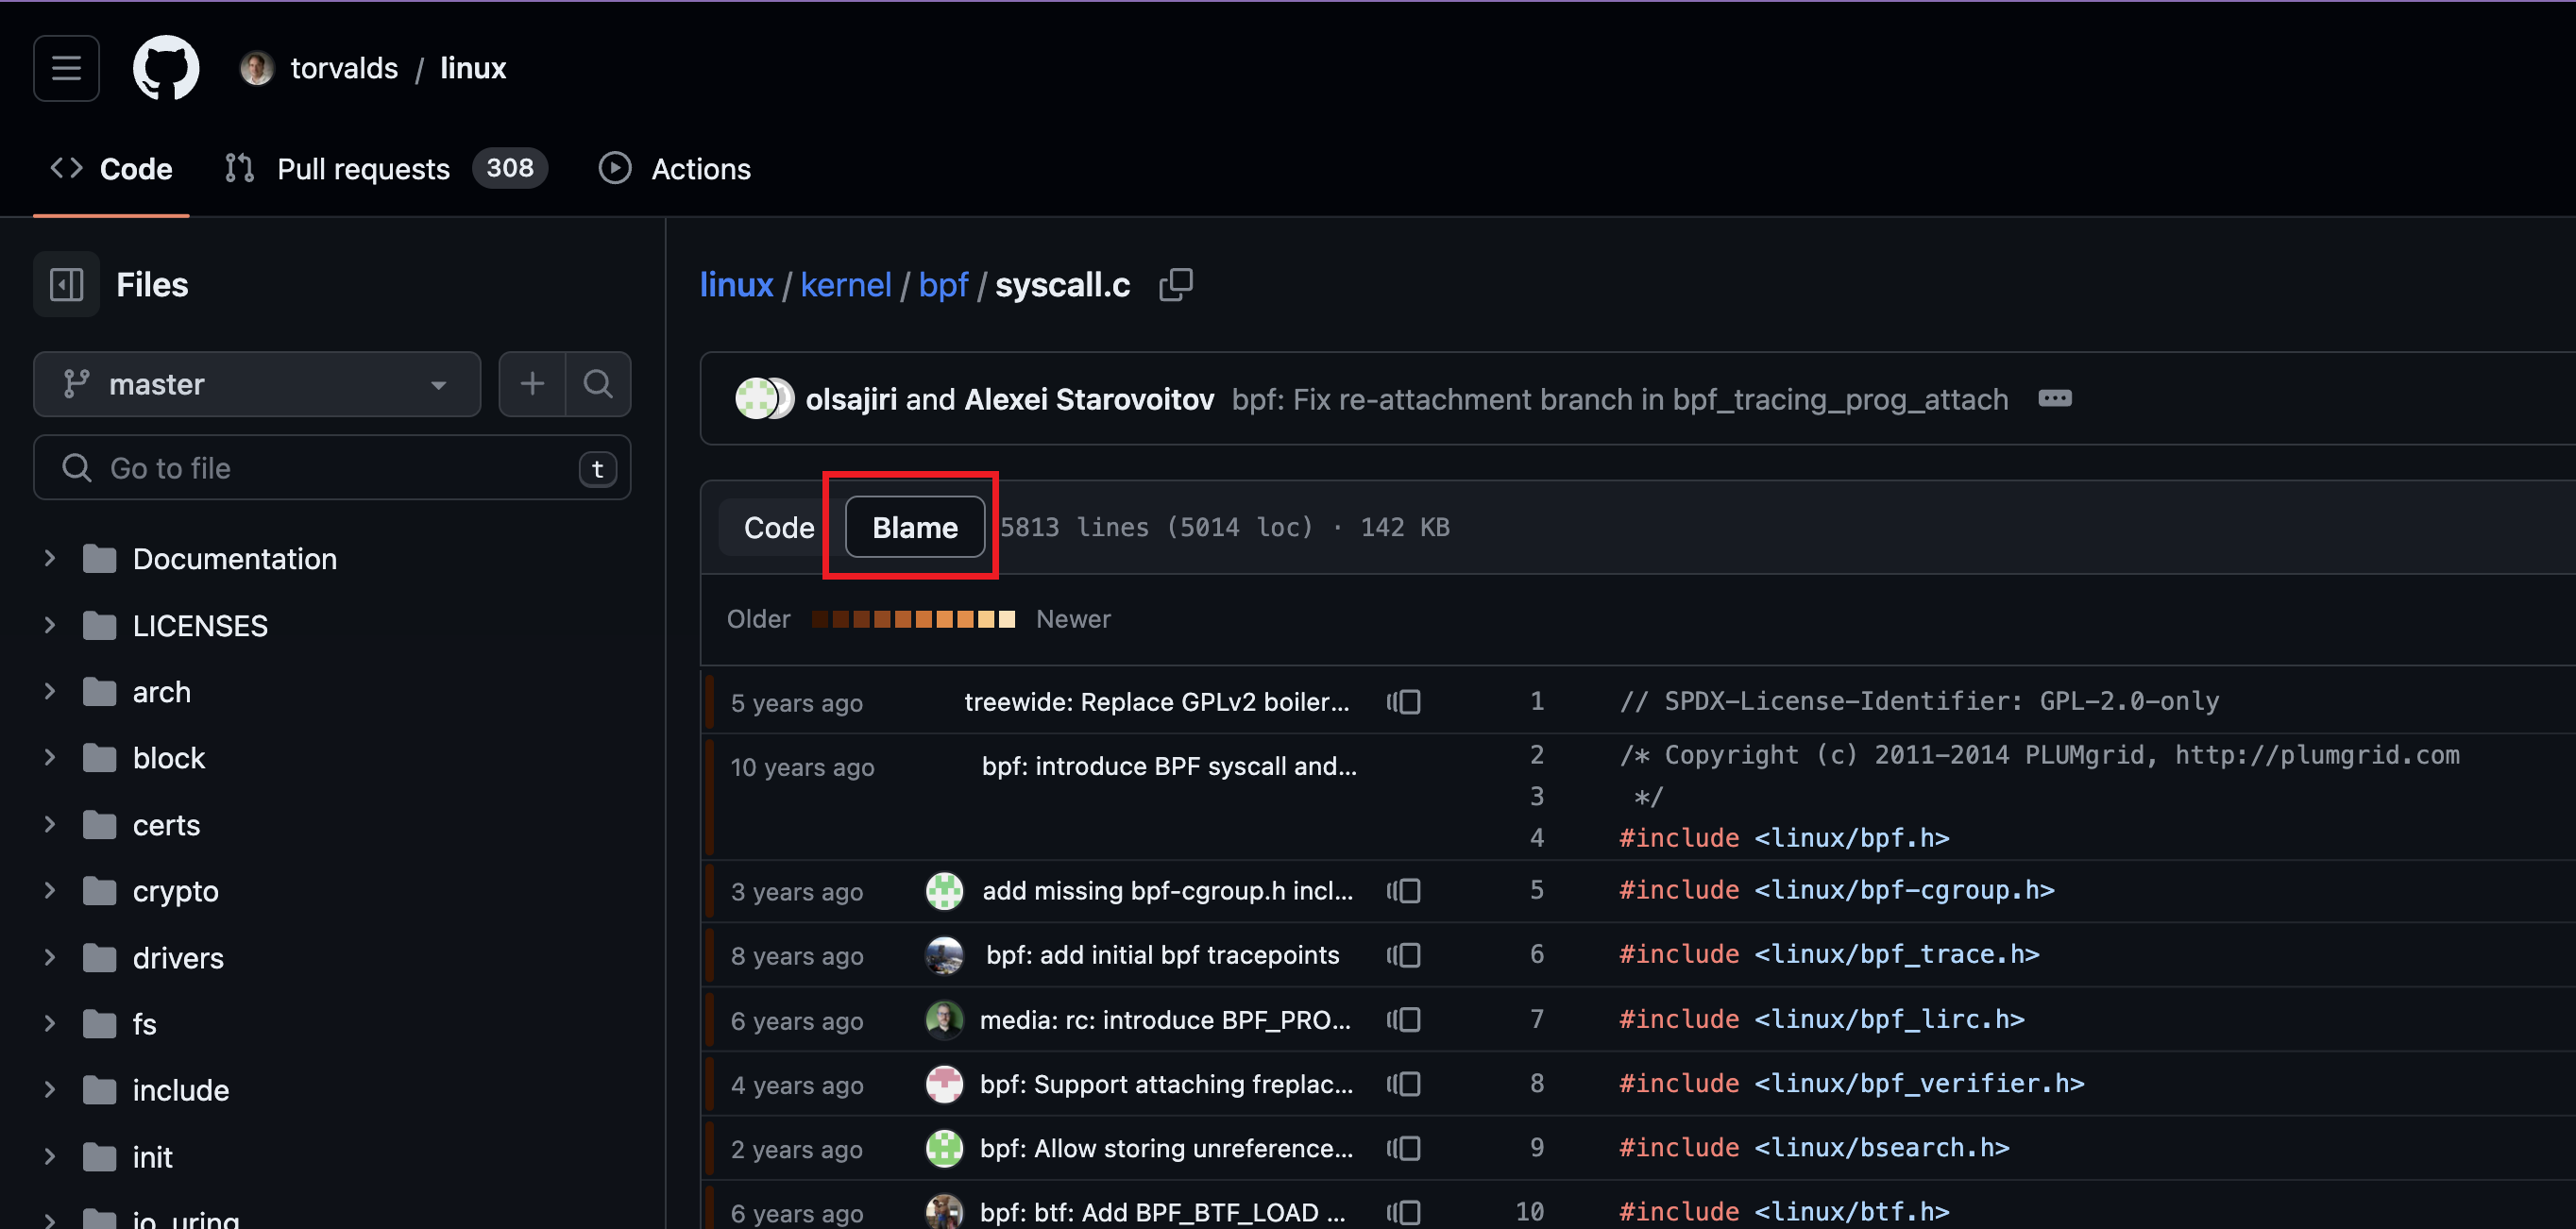 torvalds / linux
Code Pull requests 308 Actions
Files
master
Go to file t
Documentation
LICENSES
arch
block
certs
crypto
drivers
fs
include
init
io_uring
linux / kernel / bpf / syscall.c
olsajiri and Alexei Starovoitov bpf: Fix re-attachment branch in bpf_tracing_prog_attach
Code Blame 5813 lines (5014 loc) · 142 KB
Older Newer
5 years ago treewide: Replace GPLv2 boiler... 1 // SPDX-License-Identifier: GPL-2.0-only
10 years ago bpf: introduce BPF syscall and... 2 /* Copyright (c) 2011-2014 PLUMgrid, http://plumgrid.com
3 */
4 #include <linux/bpf.h>
3 years ago add missing bpf-cgroup.h incl... 5 #include <linux/bpf-cgroup.h>
8 years ago bpf: add initial bpf tracepoints 6 #include <linux/bpf_trace.h>
6 years ago media: rc: introduce BPF_PRO... 7 #include <linux/bpf_lirc.h>
4 years ago bpf: Support attaching freplac... 8 #include <linux/bpf_verifier.h>
2 years ago bpf: Allow storing unreference... 9 #include <linux/bsearch.h>
6 years ago bpf: btf: Add BPF_BTF_LOAD ... 10 #include <linux/btf.h>